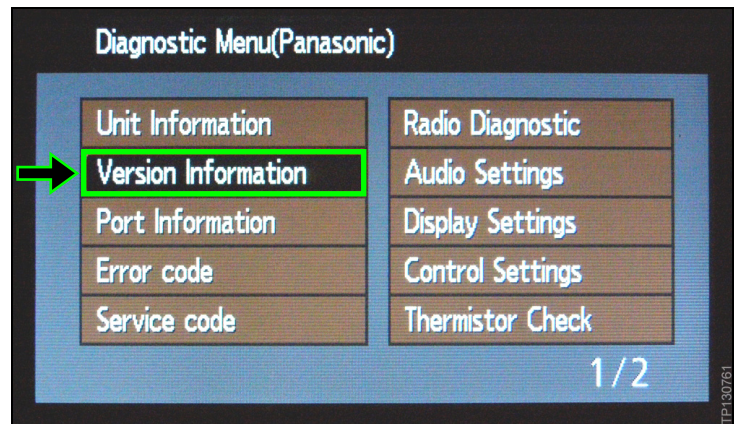 Diagnostic Menu(Panasonic)
Unit Information
Version Information
Port Information
Error code
Service code
Radio Diagnostic
Audio Settings
Display Settings
Control Settings
Thermistor Check
1/2
TP130761